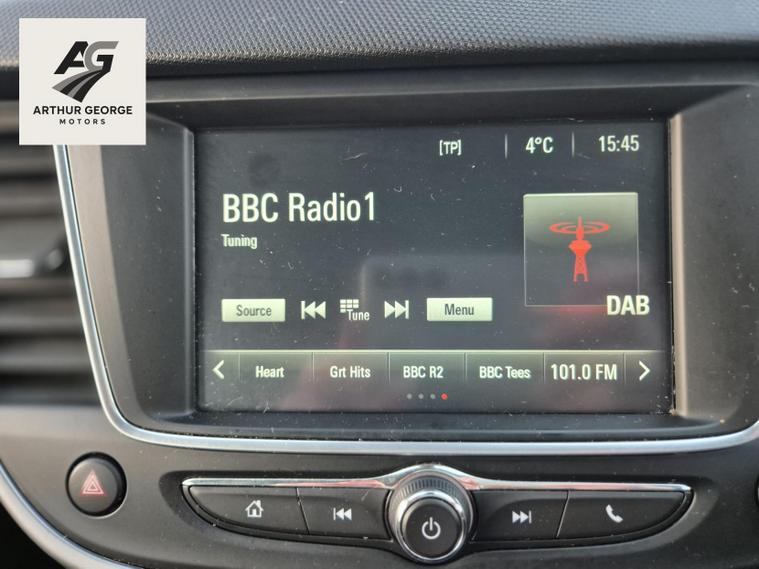 AG
ARTHUR GEORGE
MOTORS
[TP] 4°C 15:45
BBC Radio1
Tuning
Source Tune Menu
DAB
Heart Grt Hits BBC R2 BBC Tees 101.0 FM